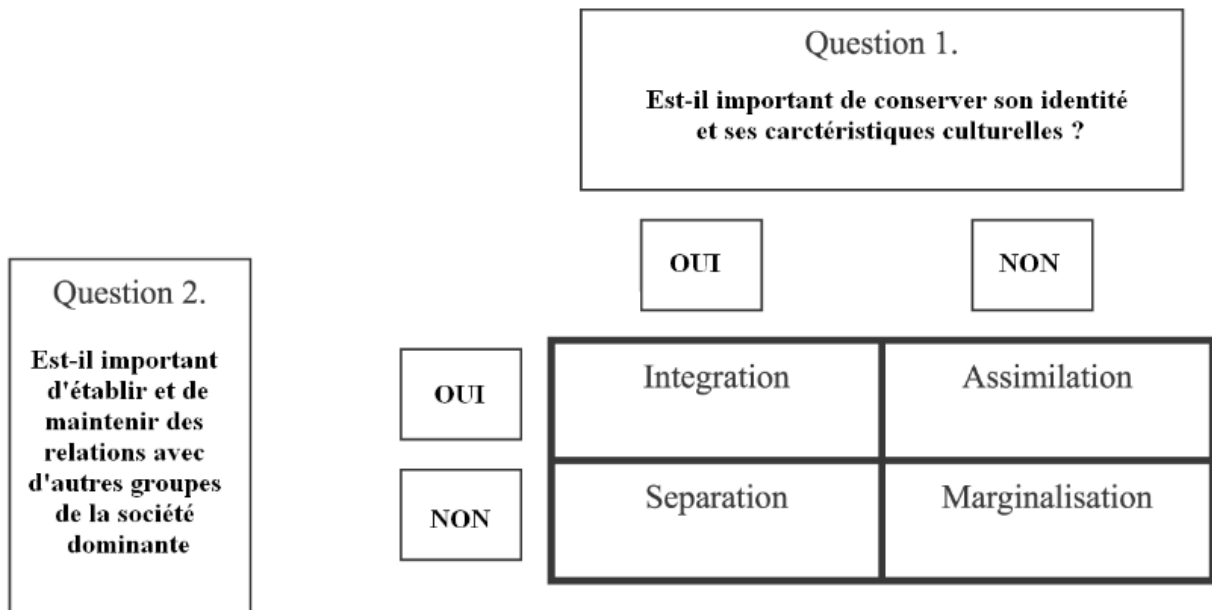 Question 1.
Est-il important de conserver son identité
et ses carctéristiques culturelles ?
OUI
NON
Question 2.
Est-il important
d'établir et de
maintenir des
relations avec
d'autres groupes
de la société
dominante
OUI
Integration
Assimilation
NON
Separation
Marginalisation